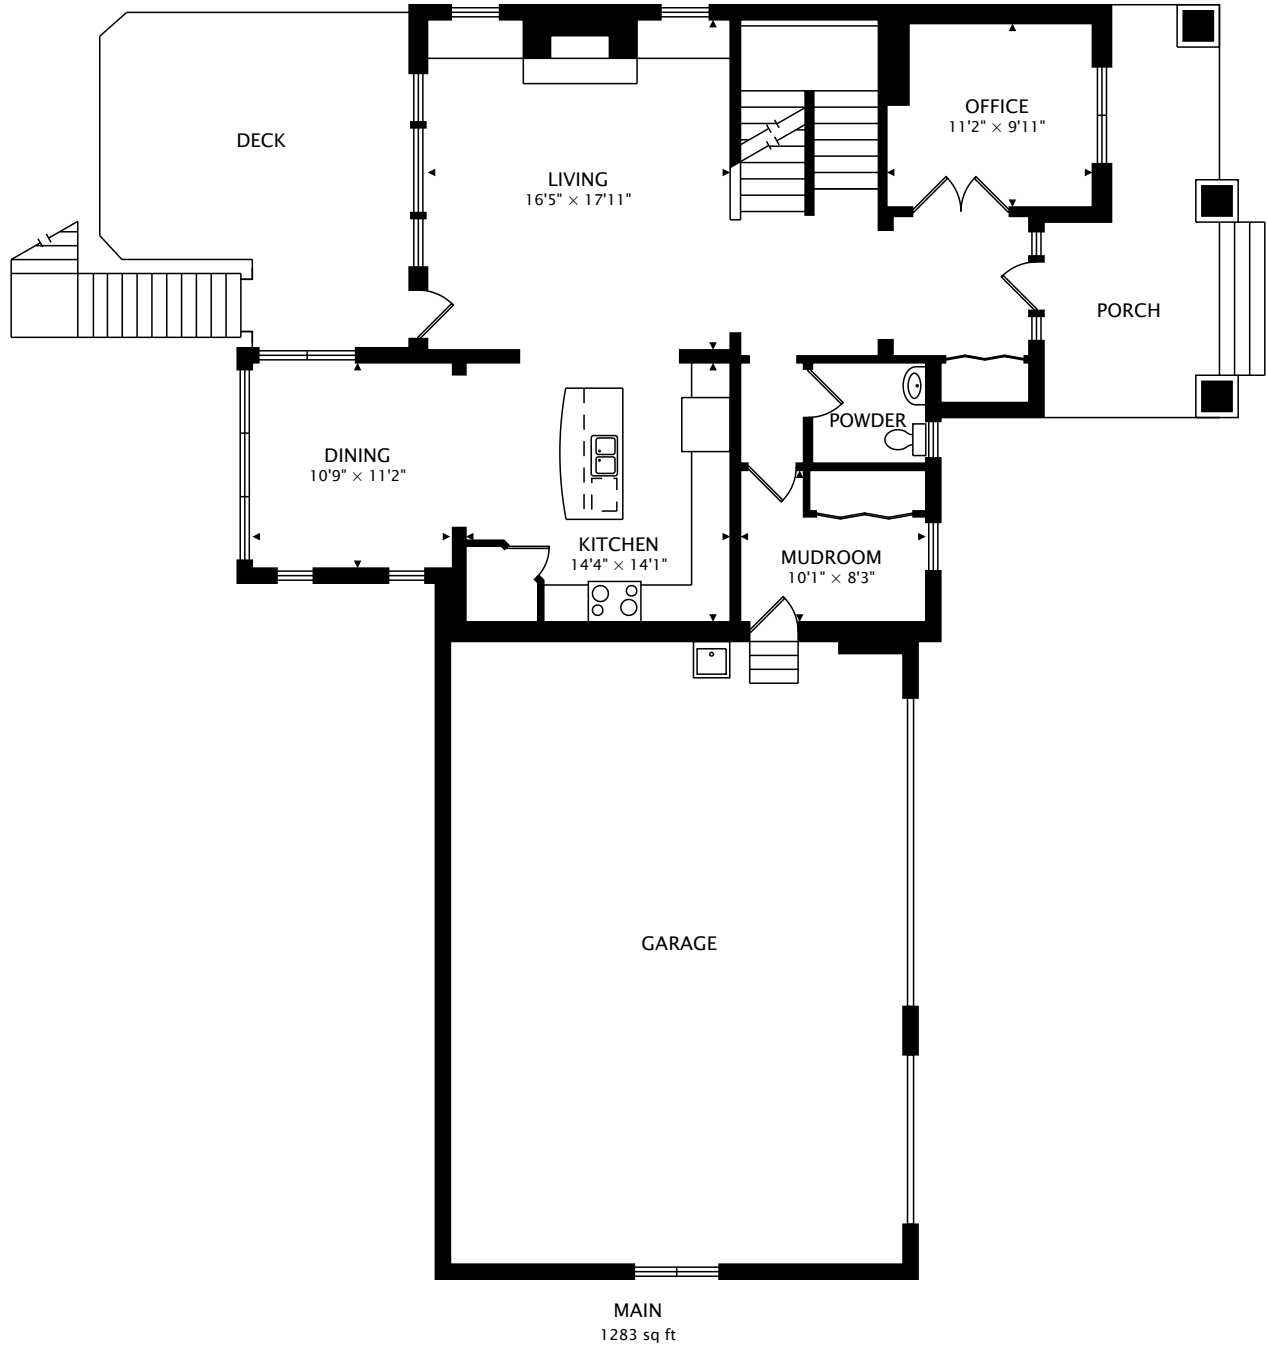 OFFICE
11'2" × 9'11"
DECK
LIVING
16'5" × 17'11"
PORCH
POWDER
DINING
10'9" × 11'2"
KITCHEN
14'4" × 14'1"
MUDROOM
10'1" × 8'3"
GARAGE
MAIN
1283 sq ft